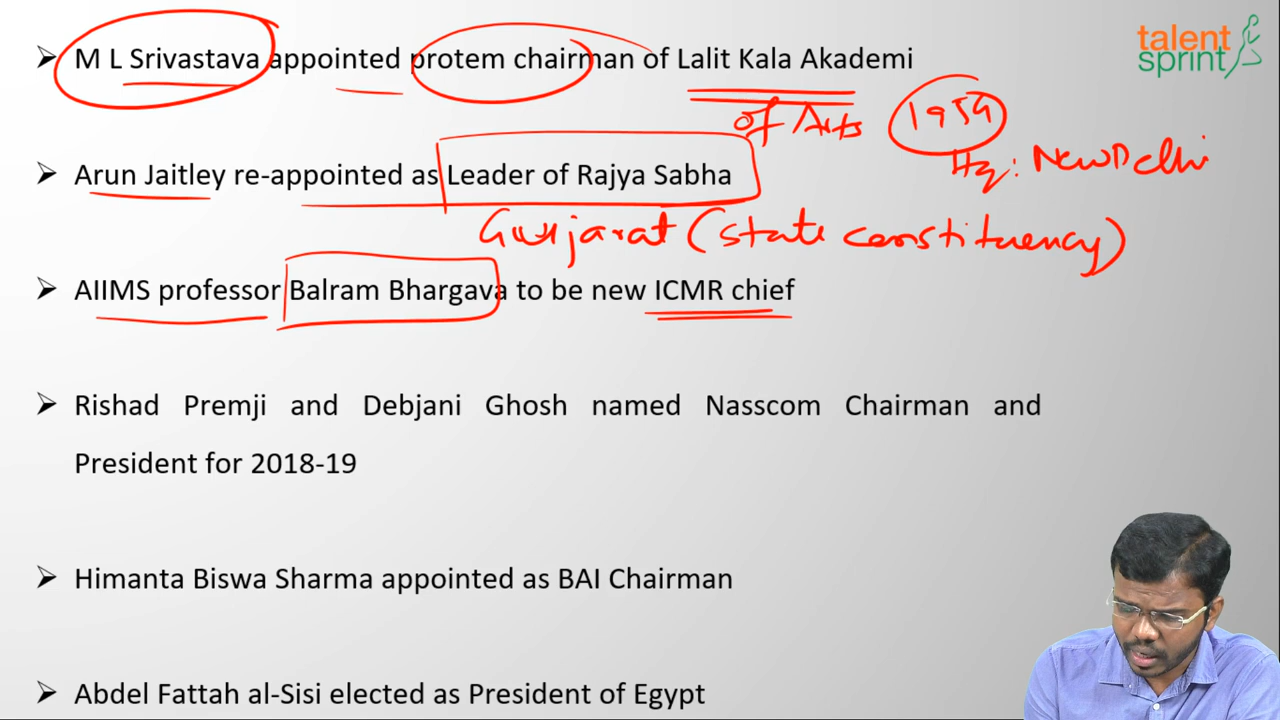 M L Srivastava appointed protem chairman of Lalit Kala Akademi
talent
sprint
of Arts 1954
Hq: New Delhi
Arun Jaitley re-appointed as Leader of Rajya Sabha
Gujarat (state constituency)
AIIMS professor Balram Bhargava to be new ICMR chief
Rishad Premji and Debjani Ghosh named Nasscom Chairman and
President for 2018-19
Himanta Biswa Sharma appointed as BAI Chairman
Abdel Fattah al-Sisi elected as President of Egypt